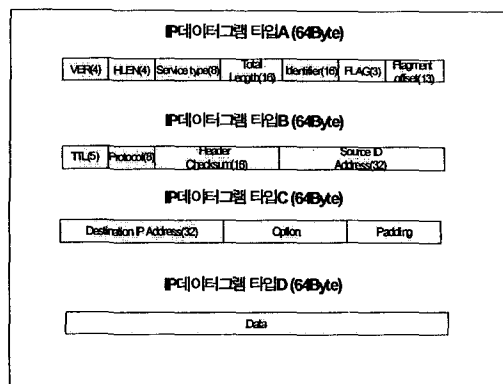 IP데이터그램 타입A (64Byte)
VER(4) HLEN(4) Service type(8) Total Length(16) Identifier(16) FLAG(3) Flagment offset(13)
IP데이터그램 타입B (64Byte)
TTL(5) Protocol(8) Header Checksum(16) Source ID Address(32)
IP데이터그램 타입C (64Byte)
Destination IP Address(32) Option Padding
IP데이터그램 타입D (64Byte)
Data